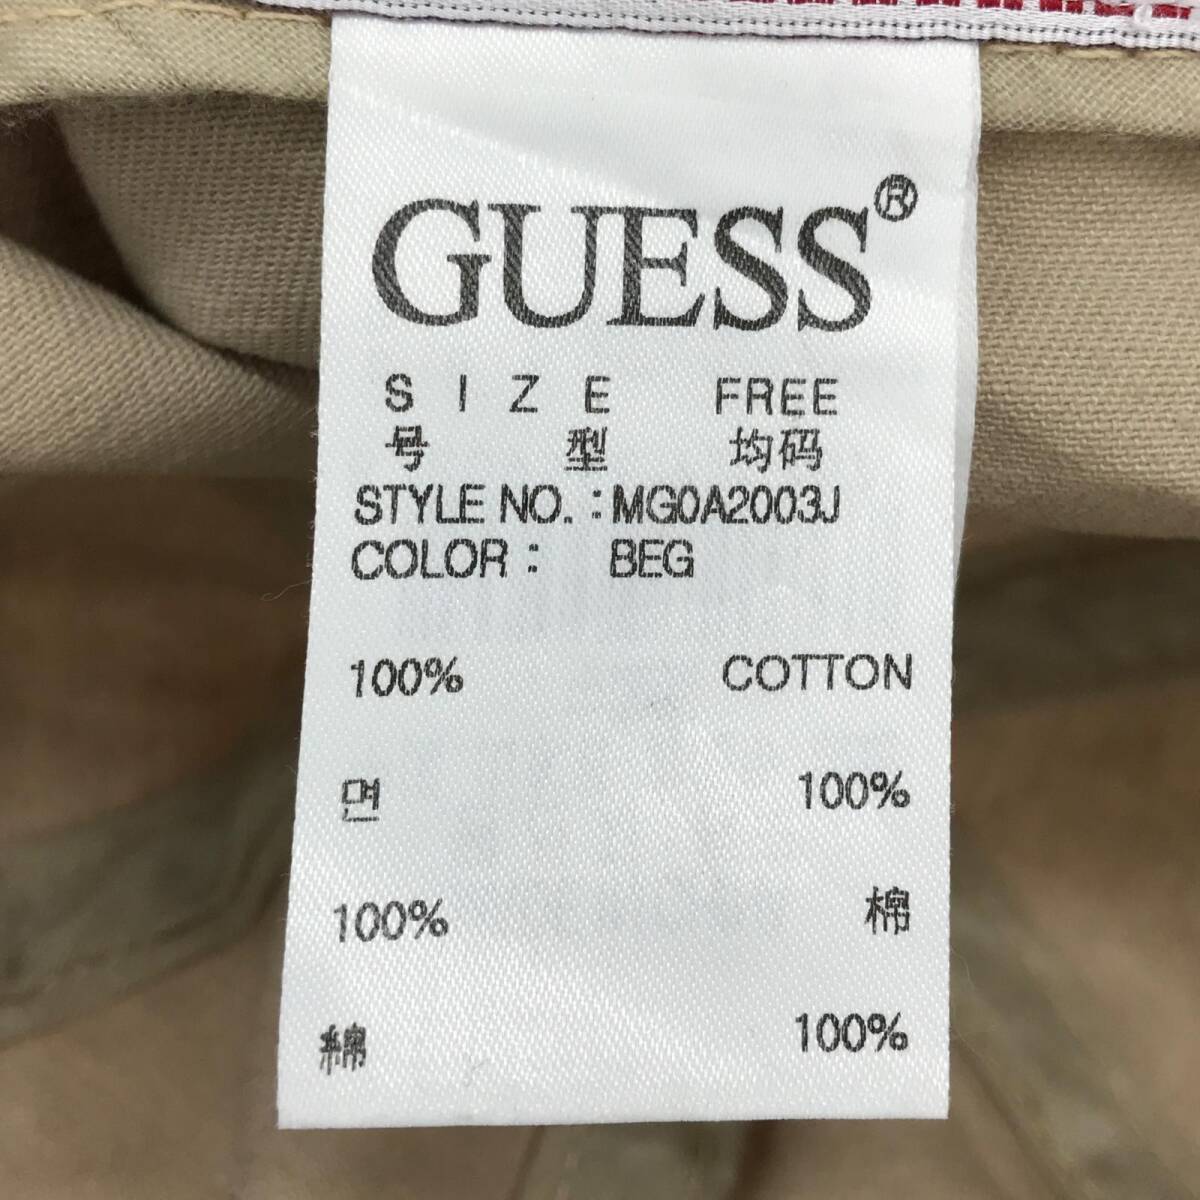 GUESS®
SIZE FREE
号型 均码
STYLE NO. : MG0A2003J
COLOR : BEG
100% COTTON
면 100%
100% 棉
綿 100%